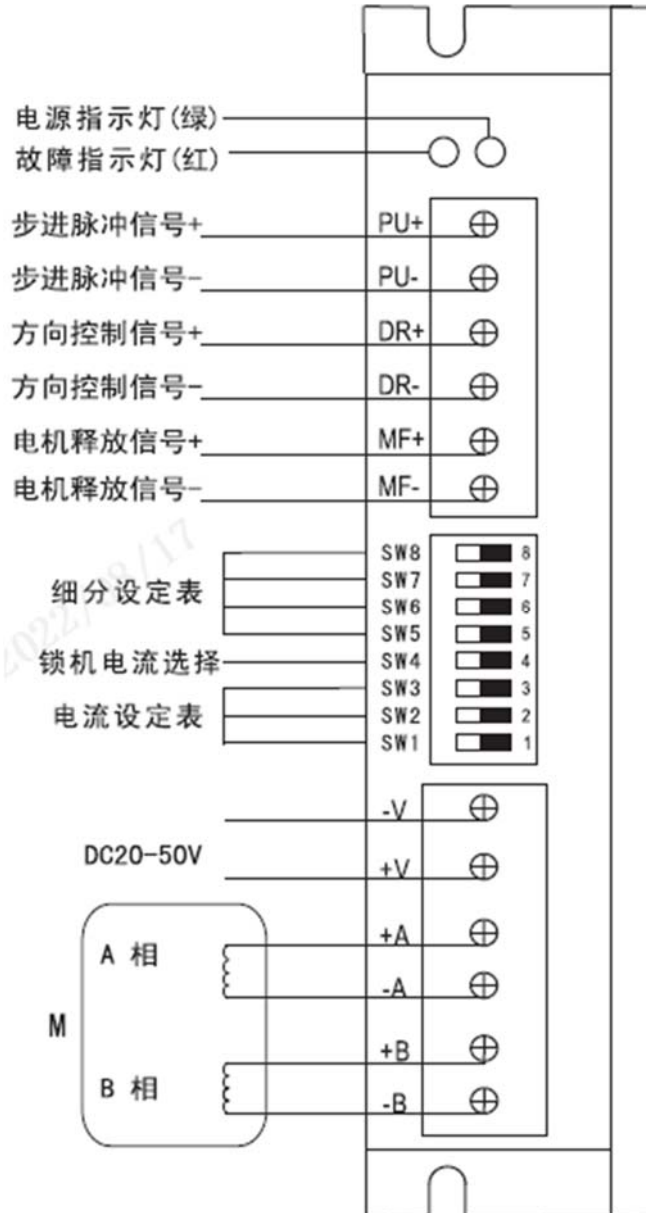 电源指示灯(绿)
故障指示灯(红)
步进脉冲信号+ PU+
步进脉冲信号- PU-
方向控制信号+ DR+
方向控制信号- DR-
电机释放信号+ MF+
电机释放信号- MF-
2022/08/17
细分设定表
SW8 8
SW7 7
SW6 6
SW5 5
锁机电流选择 SW4 4
电流设定表
SW3 3
SW2 2
SW1 1
-V
DC20-50V
+V
A 相
+A
-A
M
B 相
+B
-B